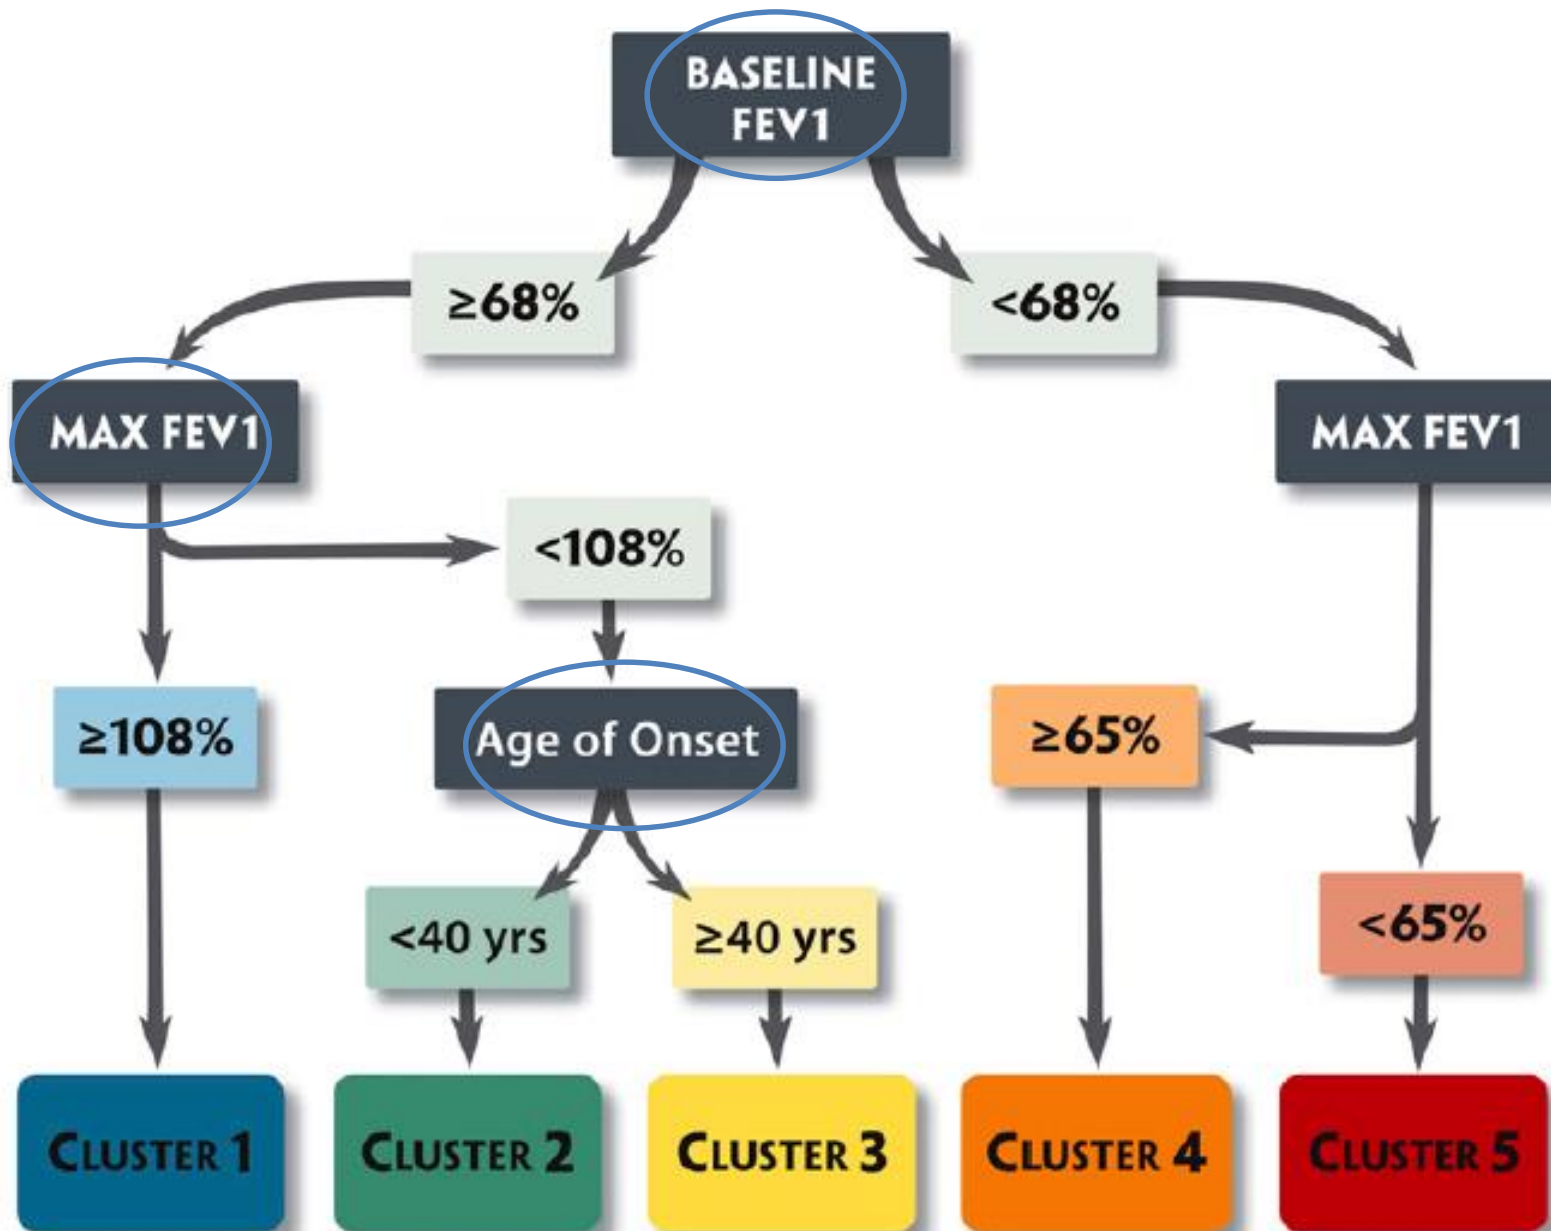 BASELINE
FEV1
≥68%
<68%
MAX FEV1
MAX FEV1
<108%
≥108%
Age of Onset
≥65%
<40 yrs
≥40 yrs
<65%
CLUSTER 1
CLUSTER 2
CLUSTER 3
CLUSTER 4
CLUSTER 5